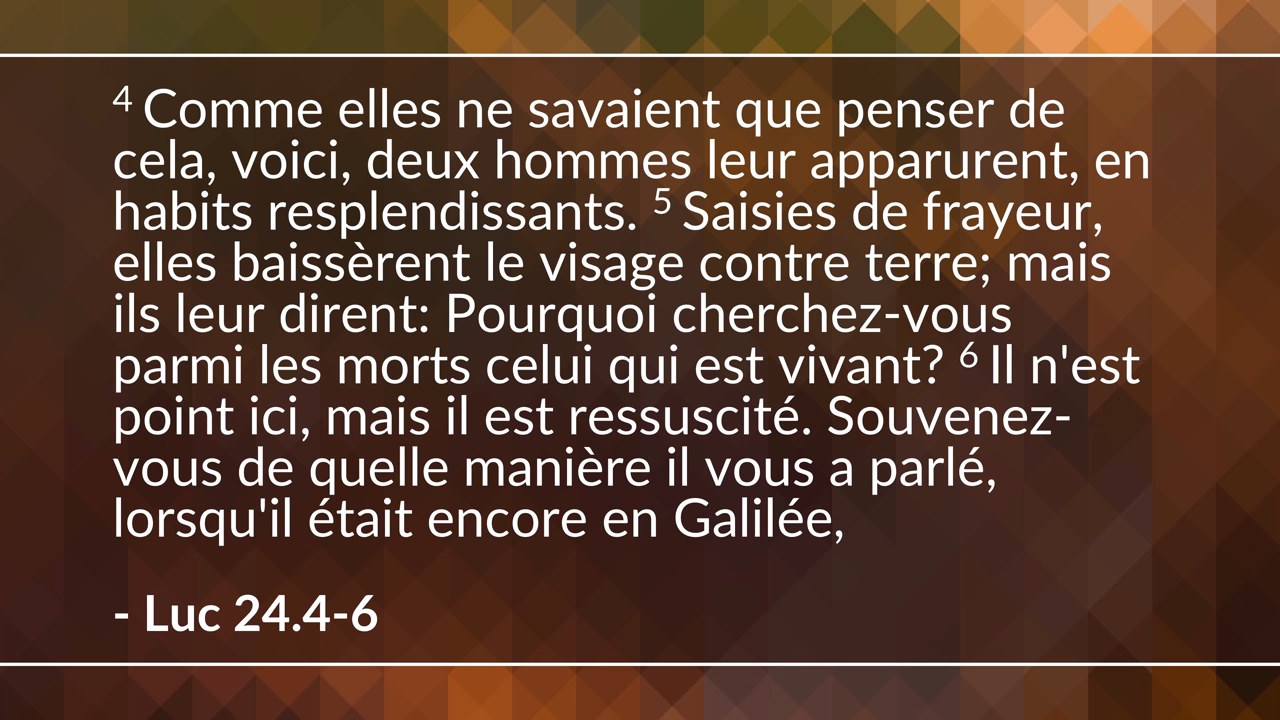 4 Comme elles ne savaient que penser de
cela, voici, deux hommes leur apparurent, en
habits resplendissants. 5 Saisies de frayeur,
elles baissèrent le visage contre terre; mais
ils leur dirent: Pourquoi cherchez-vous
parmi les morts celui qui est vivant? 6 Il n'est
point ici, mais il est ressuscité. Souvenez-
vous de quelle manière il vous a parlé,
lorsqu'il était encore en Galilée,
- Luc 24.4-6